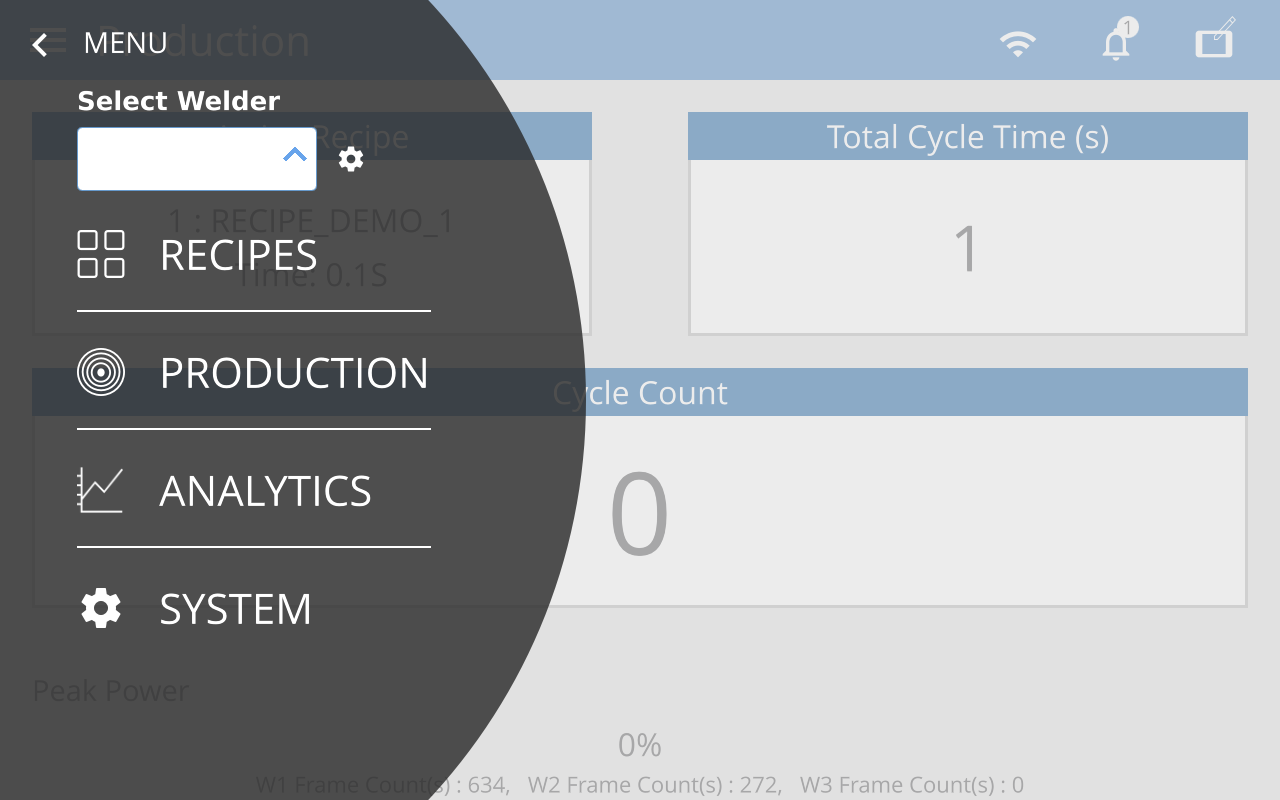 MENU
Production
1
Select Welder
Recipe
Total Cycle Time (s)
1 : RECIPE_DEMO_1
1
RECIPES
Time: 0.1S
PRODUCTION
Cycle Count
ANALYTICS
0
SYSTEM
Peak Power
0%
W1 Frame Count(s) : 634, W2 Frame Count(s) : 272, W3 Frame Count(s) : 0